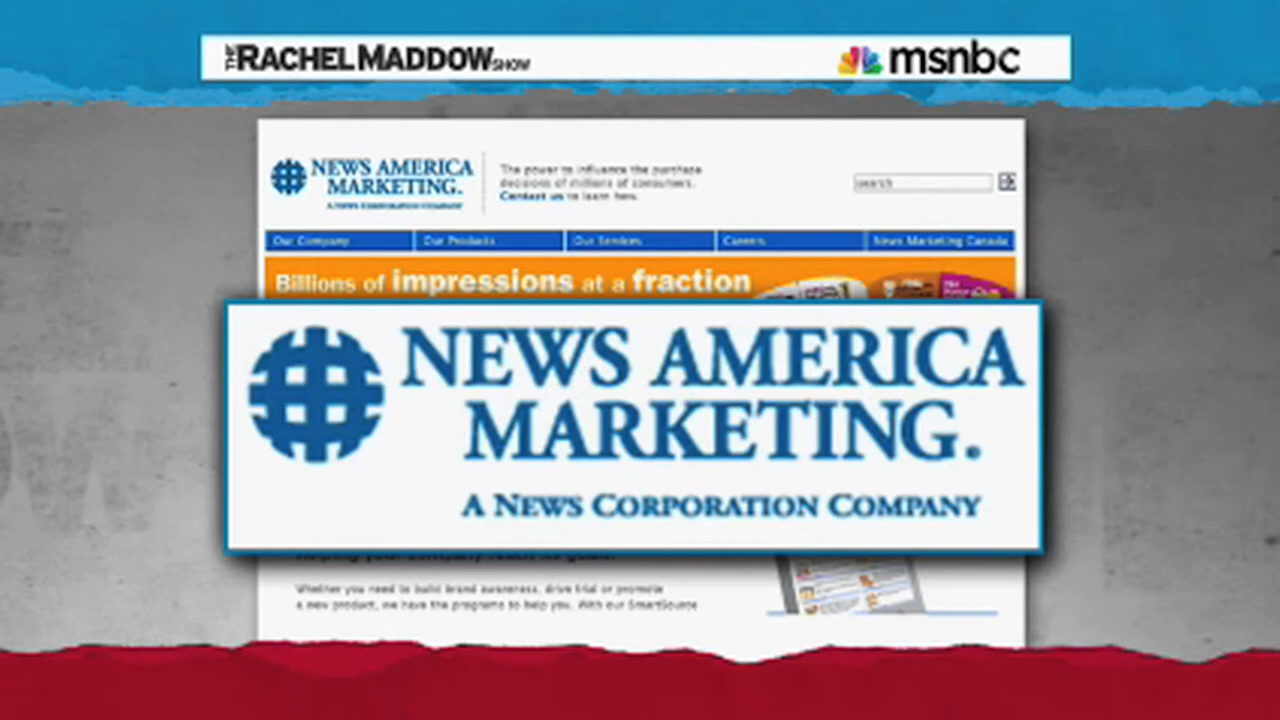 THE RACHEL MADDOW SHOW
msnbc
NEWS AMERICA
MARKETING.
A NEWS CORPORATION COMPANY
The power to influence the purchase
decisions of millions of consumers.
Contact us to learn how.
search
Our Company Our Products Our Services Careers News Marketing Canada
Billions of impressions at a fraction
NEWS AMERICA
MARKETING.
A NEWS CORPORATION COMPANY
Whether you need to build brand awareness, drive trial or promote
a new product, we have the programs to help you. With our SmartSource